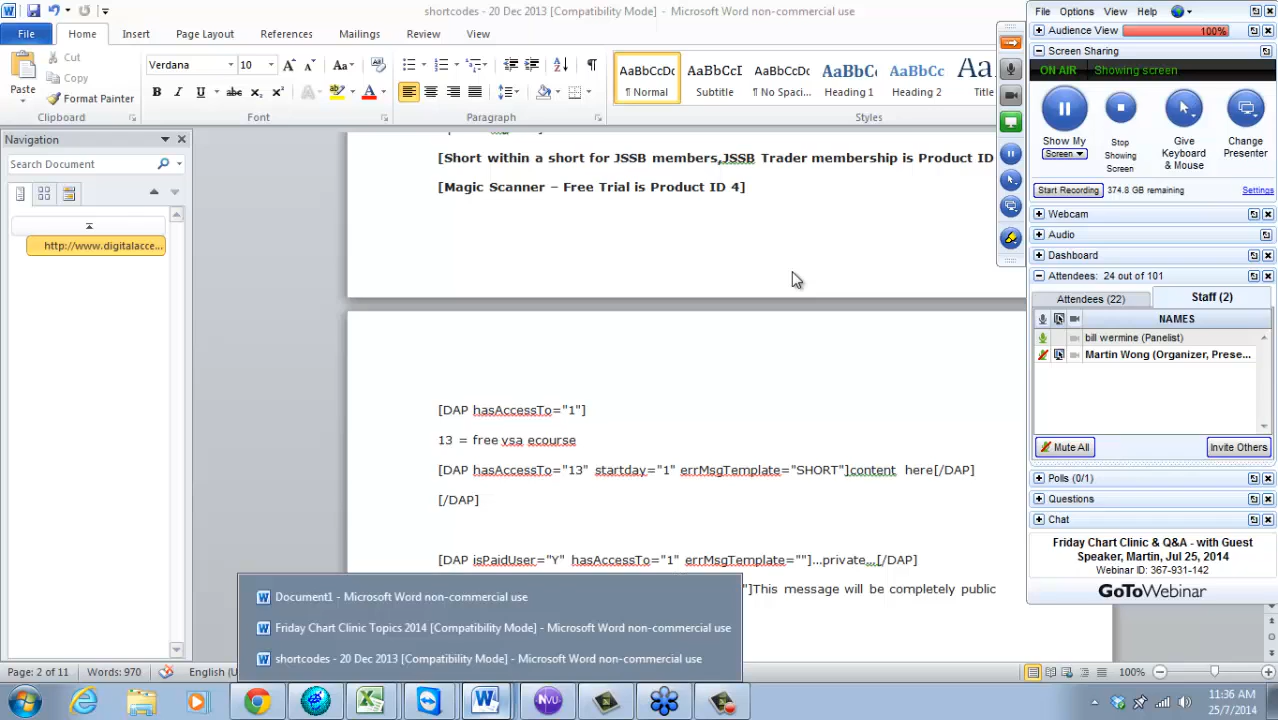 shortcodes - 20 Dec 2013 [Compatibility Mode] - Microsoft Word non-commercial use
File Home Insert Page Layout References Mailings Review View
Cut
Copy
Format Painter
Paste
Verdana 10
AaBbCcDc AaBbCcI AaBbCcDc AaBbCc AaBbCc AaB
¶ Normal Subtitle ¶ No Spaci... Heading 1 Heading 2 Title
Clipboard Font Paragraph Styles
Navigation
Search Document
http://www.digitalacce...
[Short within a short for JSSB members,JSSB Trader membership is Product ID
[Magic Scanner – Free Trial is Product ID 4]
[DAP hasAccessTo="1"]
13 = free vsa ecourse
[DAP hasAccessTo="13" startday="1" errMsgTemplate="SHORT"]content here[/DAP]
[/DAP]
[DAP isPaidUser="Y" hasAccessTo="1" errMsgTemplate=""]...private...[/DAP]
"]This message will be completely public
Document1 - Microsoft Word non-commercial use
Friday Chart Clinic Topics 2014 [Compatibility Mode] - Microsoft Word non-commercial use
shortcodes - 20 Dec 2013 [Compatibility Mode] - Microsoft Word non-commercial use
Page: 2 of 11 Words: 970 English (U
100%
File Options View Help
Audience View 100%
Screen Sharing
ON AIR Showing screen
Show My
Screen
Stop
Showing
Screen
Give
Keyboard
& Mouse
Change
Presenter
Start Recording 374.8 GB remaining Settings
Webcam
Audio
Dashboard
Attendees: 24 out of 101
Attendees (22) Staff (2)
NAMES
bill wermine (Panelist)
Martin Wong (Organizer, Prese...
Mute All Invite Others
Polls (0/1)
Questions
Chat
Friday Chart Clinic & Q&A - with Guest
Speaker, Martin, Jul 25, 2014
Webinar ID: 367-931-142
GoToWebinar
11:36 AM
25/7/2014